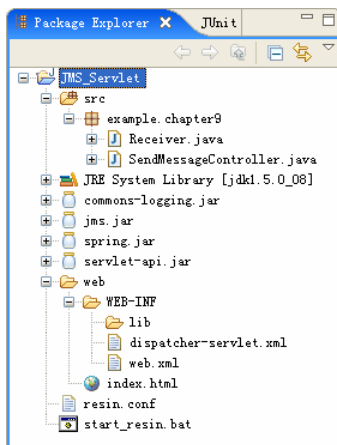 Package Explorer JUnit
JMS_Servlet
src
example.chapter9
Receiver.java
SendMessageController.java
JRE System Library [jdk1.5.0_08]
commons-logging.jar
jms.jar
spring.jar
servlet-api.jar
web
WEB-INF
lib
dispatcher-servlet.xml
web.xml
index.html
resin.conf
start_resin.bat